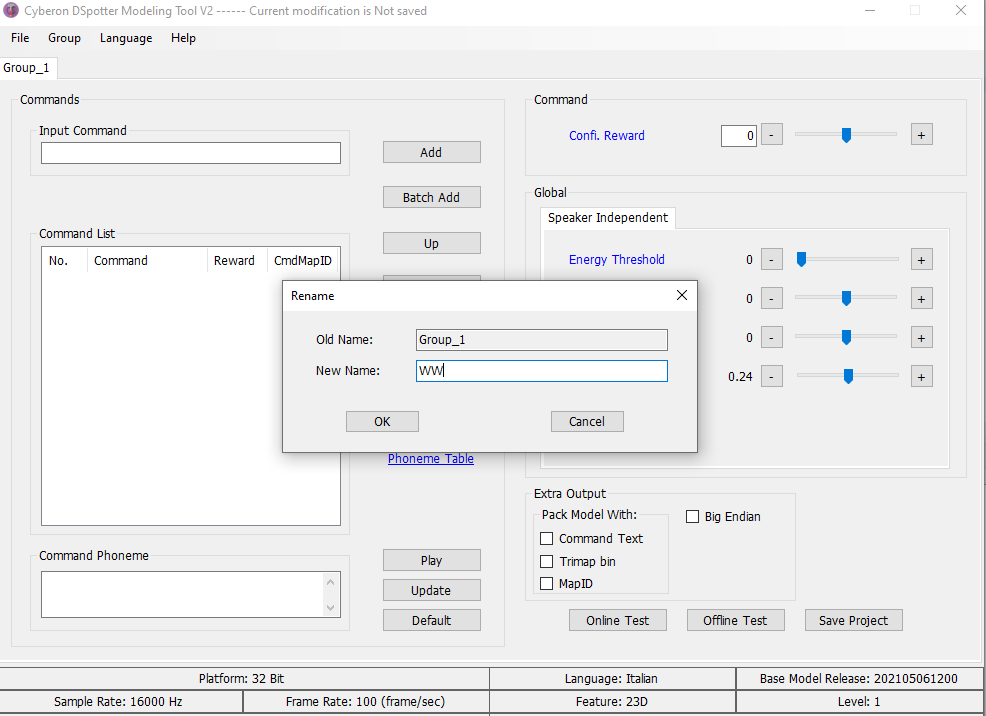 Cyberon DSpotter Modeling Tool V2 ------ Current modification is Not saved
File Group Language Help
Group_1
Commands
Input Command
Add
Batch Add
Up
Command List
No. Command Reward CmdMapID
Phoneme Table
Command Phoneme
Play
Update
Default
Command
Confi. Reward 0 - +
Global
Speaker Independent
Energy Threshold 0 - +
0 - +
0 - +
0.24 - +
Rename
Old Name: Group_1
New Name: WW
OK Cancel
Extra Output
Pack Model With:
Big Endian
Command Text
Trimap bin
MapID
Online Test Offline Test Save Project
Platform: 32 Bit Language: Italian Base Model Release: 202105061200
Sample Rate: 16000 Hz Frame Rate: 100 (frame/sec) Feature: 23D Level: 1